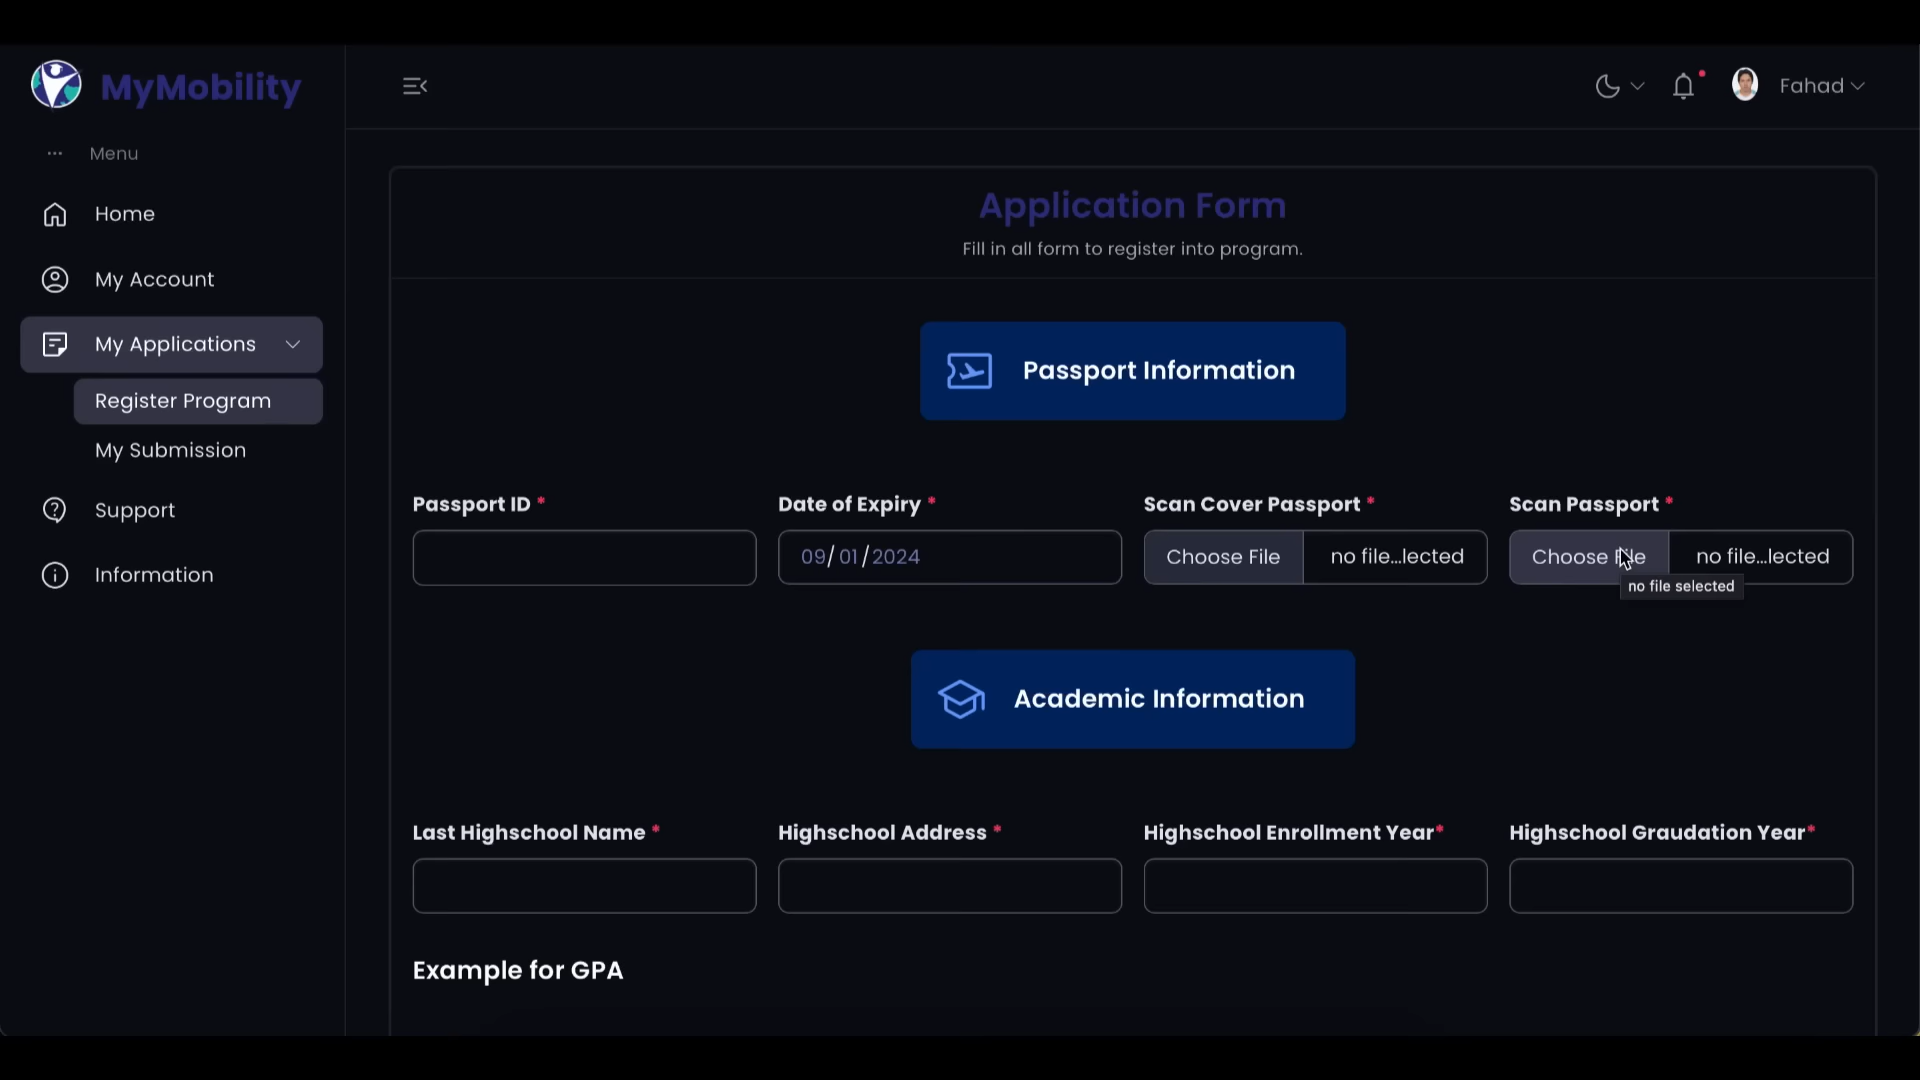 MyMobility
Fahad
Menu
Home
My Account
My Applications
Register Program
My Submission
Support
Information
Application Form
Fill in all form to register into program.
Passport Information
Passport ID *
Date of Expiry *
Scan Cover Passport *
Scan Passport *
09/ 01 /2024
Choose File no file...lected
Choose File no file...lected
no file selected
Academic Information
Last Highschool Name *
Highschool Address *
Highschool Enrollment Year*
Highschool Graudation Year*
Example for GPA